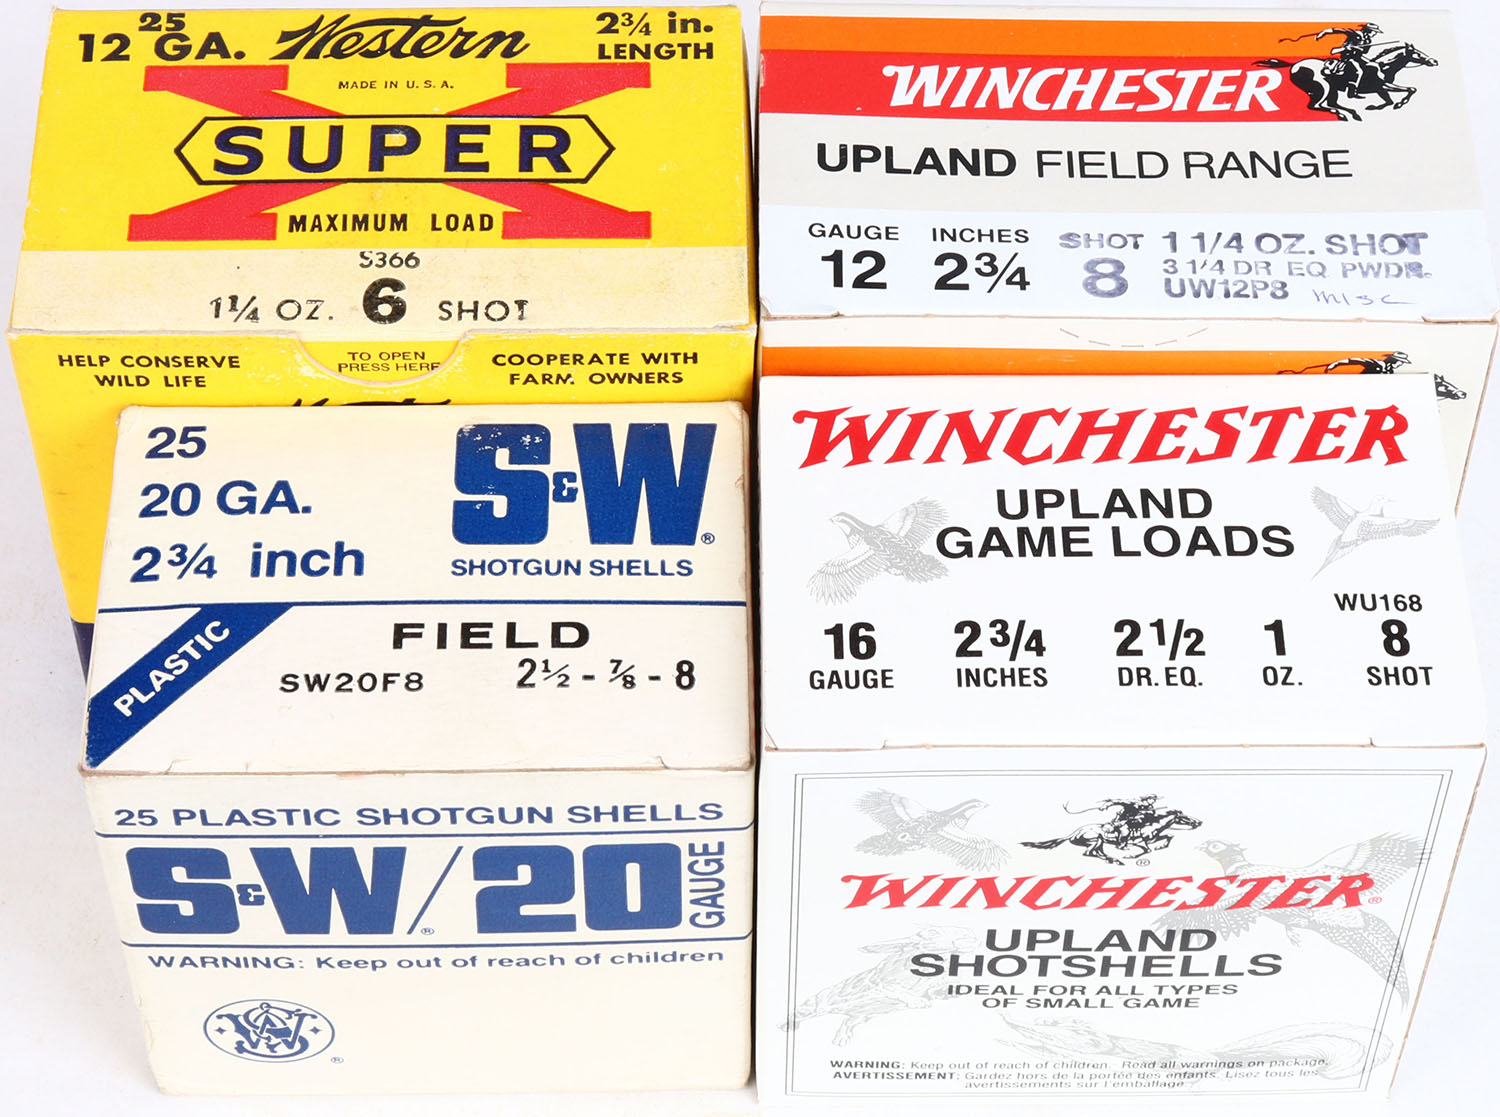 25
12 GA. Western 2¾ in.
LENGTH
MADE IN U. S. A.
SUPER X
MAXIMUM LOAD
S366
1¼ OZ. 6 SHOT
HELP CONSERVE
WILD LIFE
TO OPEN
PRESS HERE
COOPERATE WITH
FARM OWNERS
WINCHESTER
UPLAND FIELD RANGE
GAUGE INCHES SHOT 1 1/4 OZ. SHOT
12 2¾ 8 3 1/4 DR EQ PWDR.
UW12P8 misc
25
20 GA.
2¾ inch
S&W®
SHOTGUN SHELLS
PLASTIC
FIELD
SW20F8 2½ - ⅞ - 8
25 PLASTIC SHOTGUN SHELLS
S&W®/20 GAUGE
WARNING: Keep out of reach of children
®
WINCHESTER
UPLAND
GAME LOADS
WU168
16 2 3/4 2 1/2 1 8
GAUGE INCHES DR. EQ. OZ. SHOT
®
WINCHESTER®
UPLAND
SHOTSHELLS
IDEAL FOR ALL TYPES
OF SMALL GAME
WARNING: Keep out of reach of children. Read all warnings on package.
AVERTISSEMENT: Gardez hors de la portée des enfants. Lisez tous les
avertissements sur l'emballage